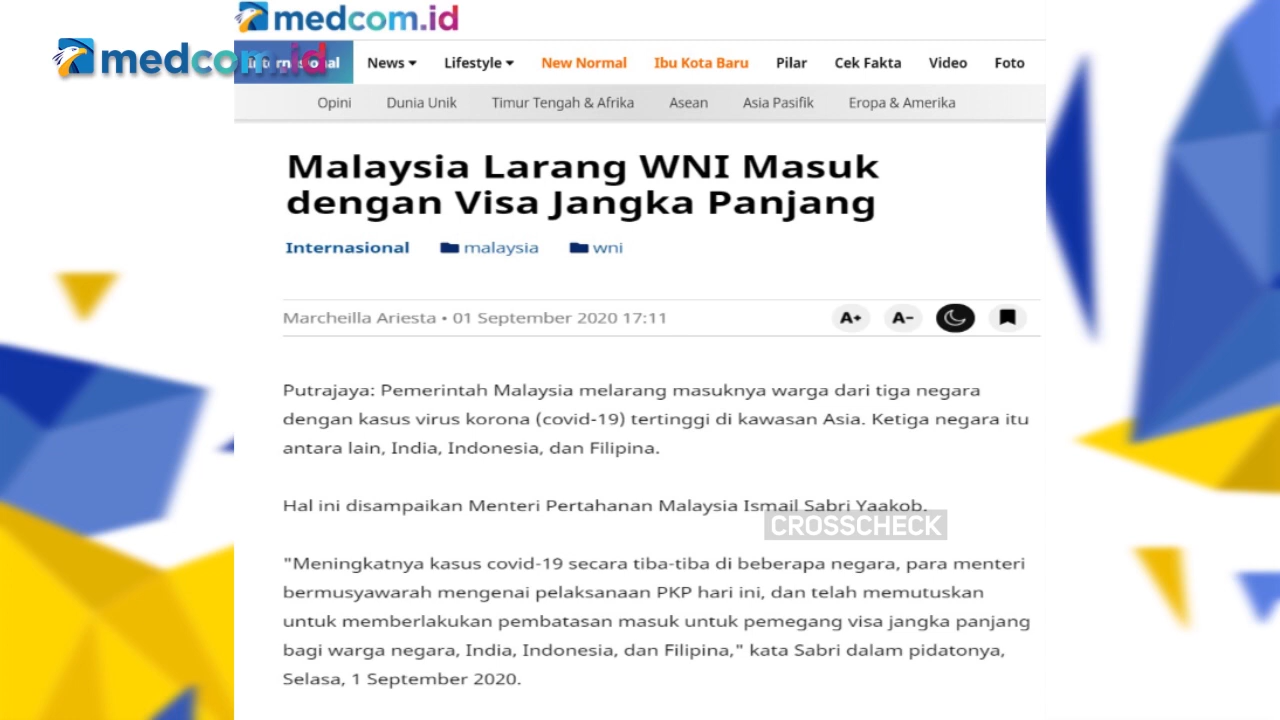 medcom.id
medcom.id
Internasional News Lifestyle New Normal Ibu Kota Baru Pilar Cek Fakta Video Foto
Opini Dunia Unik Timur Tengah & Afrika Asean Asia Pasifik Eropa & Amerika
Malaysia Larang WNI Masuk
dengan Visa Jangka Panjang
Internasional malaysia wni
Marcheilla Ariesta • 01 September 2020 17:11 A+ A-
Putrajaya: Pemerintah Malaysia melarang masuknya warga dari tiga negara
dengan kasus virus korona (covid-19) tertinggi di kawasan Asia. Ketiga negara itu
antara lain, India, Indonesia, dan Filipina.
Hal ini disampaikan Menteri Pertahanan Malaysia Ismail Sabri Yaakob.
CROSSCHECK
"Meningkatnya kasus covid-19 secara tiba-tiba di beberapa negara, para menteri
bermusyawarah mengenai pelaksanaan PKP hari ini, dan telah memutuskan
untuk memberlakukan pembatasan masuk untuk pemegang visa jangka panjang
bagi warga negara, India, Indonesia, dan Filipina," kata Sabri dalam pidatonya,
Selasa, 1 September 2020.